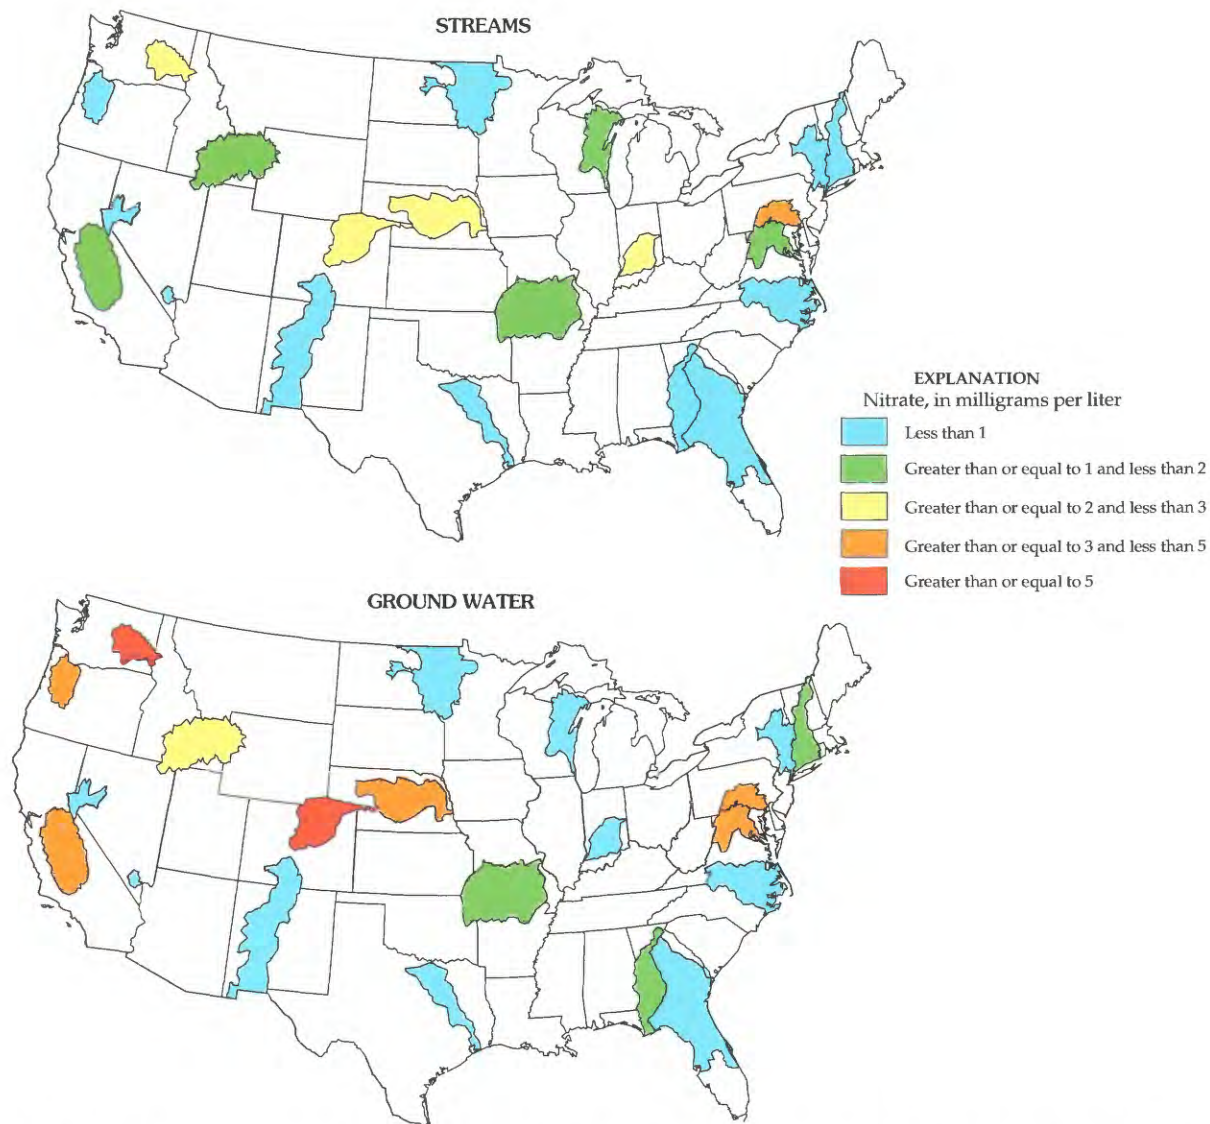 STREAMS
EXPLANATION
Nitrate, in milligrams per liter
Less than 1
Greater than or equal to 1 and less than 2
Greater than or equal to 2 and less than 3
Greater than or equal to 3 and less than 5
Greater than or equal to 5
GROUND WATER